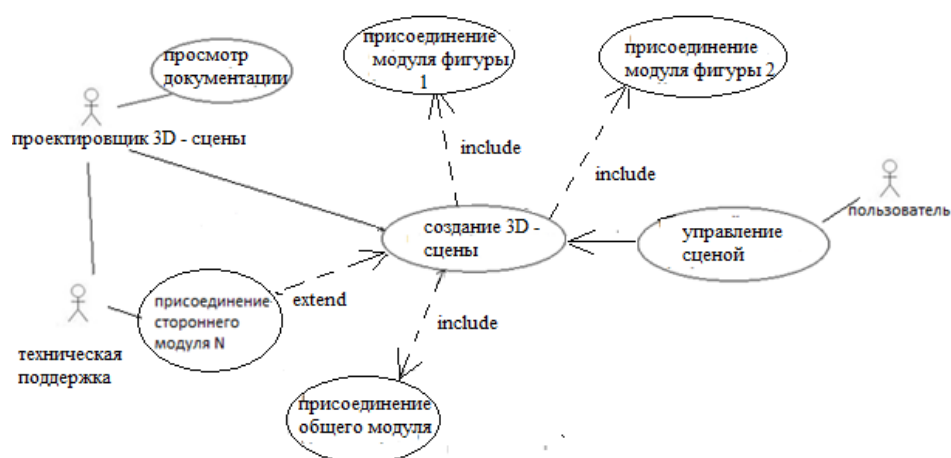 просмотр
документации
проектировщик 3D - сцены
присоединение
модуля фигуры
1
присоединение
модуля фигуры 2
include
include
создание 3D -
сцены
управление
сценой
пользователь
присоединение
стороннего
модуля N
extend
include
техническая
поддержка
присоединение
общего модуля